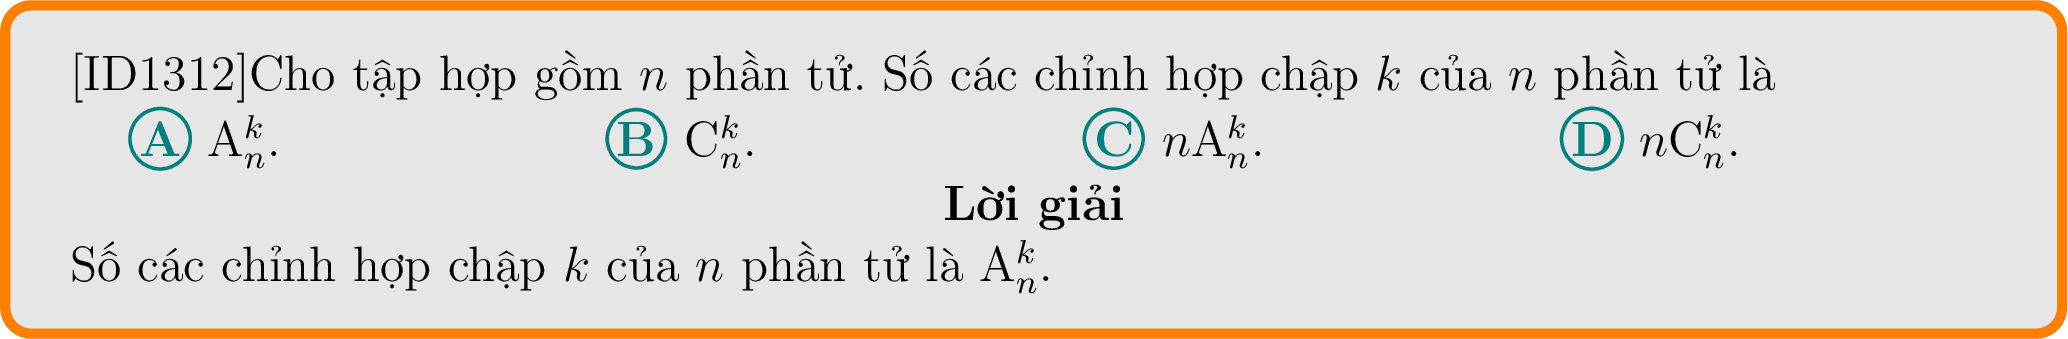 [ID1312]Cho tập hợp gồm $n$ phần tử. Số các chỉnh hợp chập $k$ của $n$ phần tử là
A $\mathrm{A}_n^k$. B $\mathrm{C}_n^k$. C $n\mathrm{A}_n^k$. D $n\mathrm{C}_n^k$.
Lời giải
Số các chỉnh hợp chập $k$ của $n$ phần tử là $\mathrm{A}_n^k$.